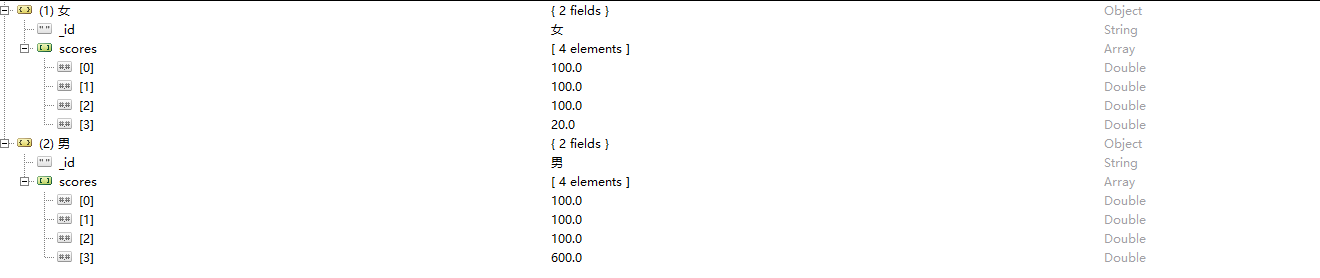 (1) 女 { 2 fields } Object
_id 女 String
scores [ 4 elements ] Array
[0] 100.0 Double
[1] 100.0 Double
[2] 100.0 Double
[3] 20.0 Double
(2) 男 { 2 fields } Object
_id 男 String
scores [ 4 elements ] Array
[0] 100.0 Double
[1] 100.0 Double
[2] 100.0 Double
[3] 600.0 Double